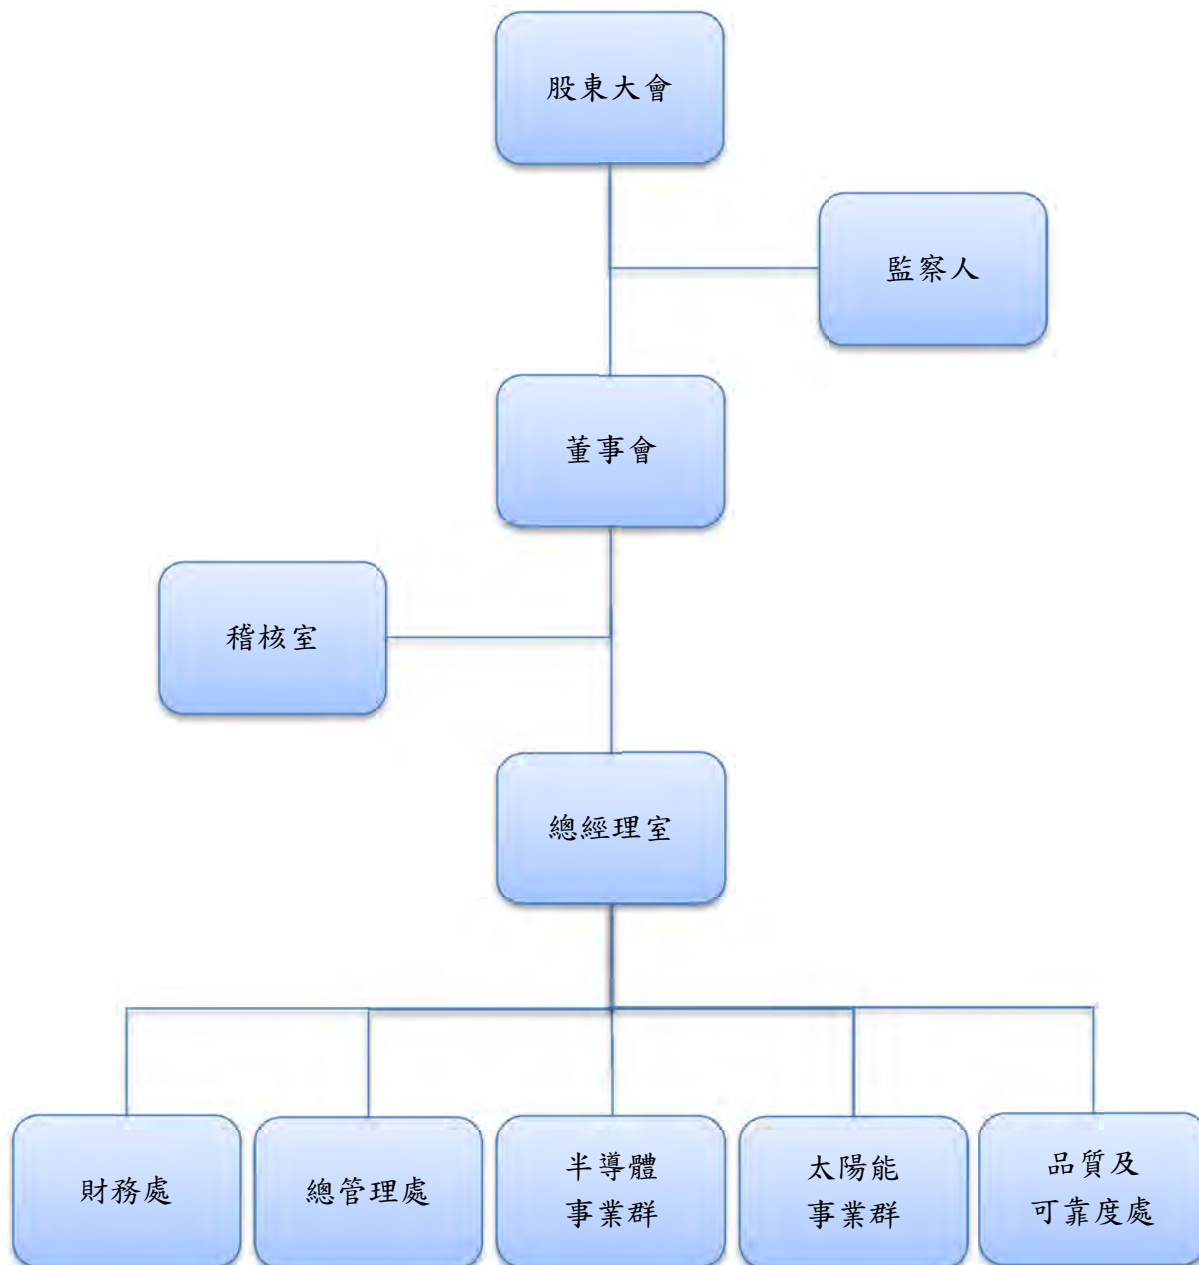 股東大會
監察人
董事會
稽核室
總經理室
財務處
總管理處
半導體
事業群
太陽能
事業群
品質及
可靠度處